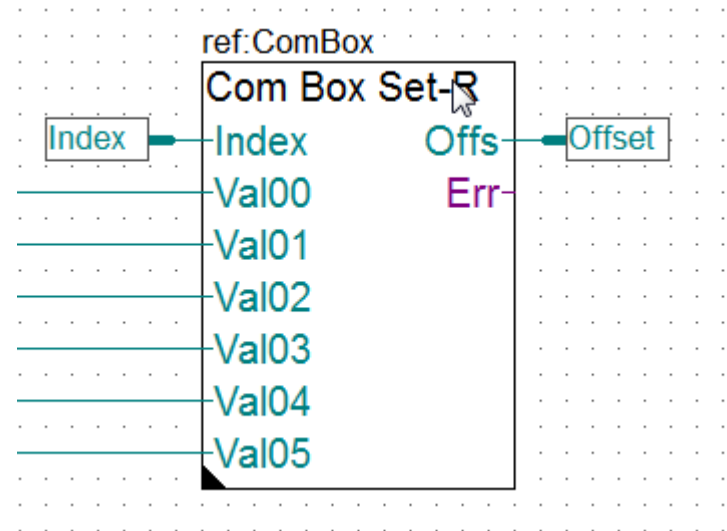 ref:ComBox
Com Box Set-R
Index Index Offs Offset
Val00 Err
Val01
Val02
Val03
Val04
Val05